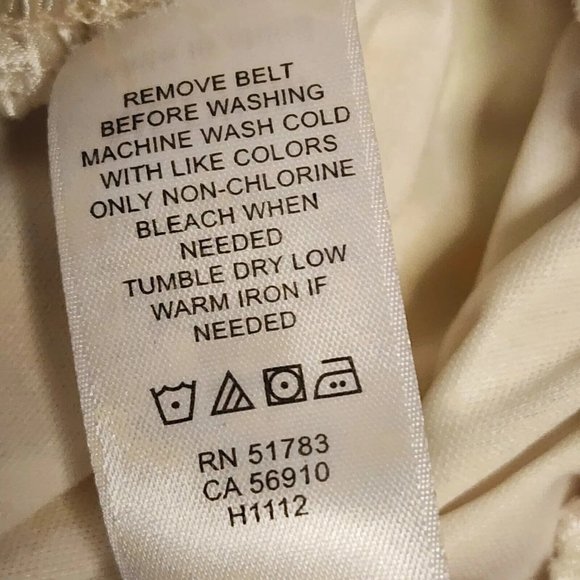 REMOVE BELT
BEFORE WASHING
MACHINE WASH COLD
WITH LIKE COLORS
ONLY NON-CHLORINE
BLEACH WHEN
NEEDED
TUMBLE DRY LOW
WARM IRON IF
NEEDED
RN 51783
CA 56910
H1112